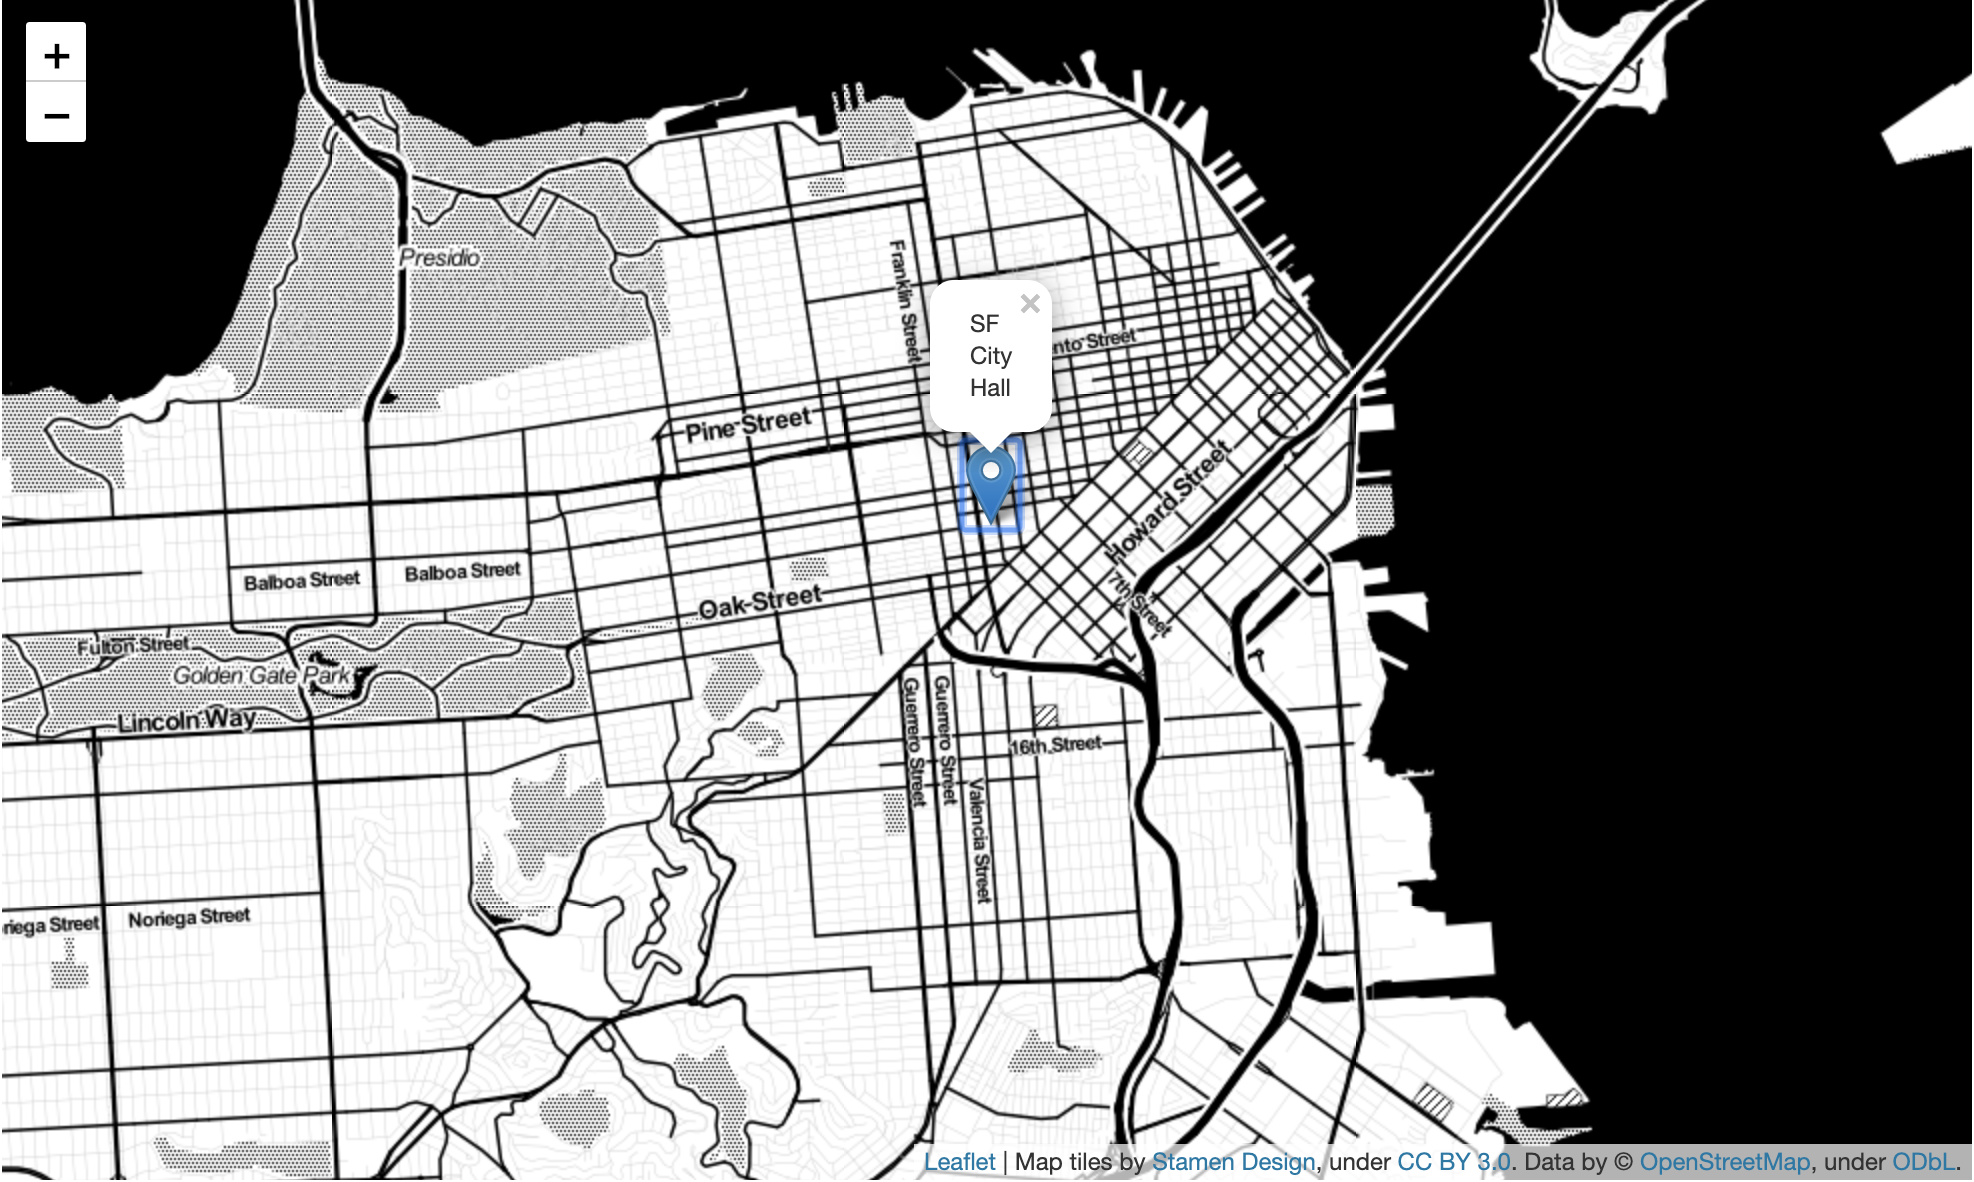 +
−
Presidio
Franklin Street
×
SF
City
Hall
nto Street
Pine Street
Howard Street
Balboa Street
Balboa Street
7th Street
Oak Street
Fulton Street
Golden Gate Park
Lincoln Way
Guerrero Street
Guerrero Street
16th Street
Valencia Street
riega Street
Noriega Street
Leaflet | Map tiles by Stamen Design, under CC BY 3.0. Data by © OpenStreetMap, under ODbL.